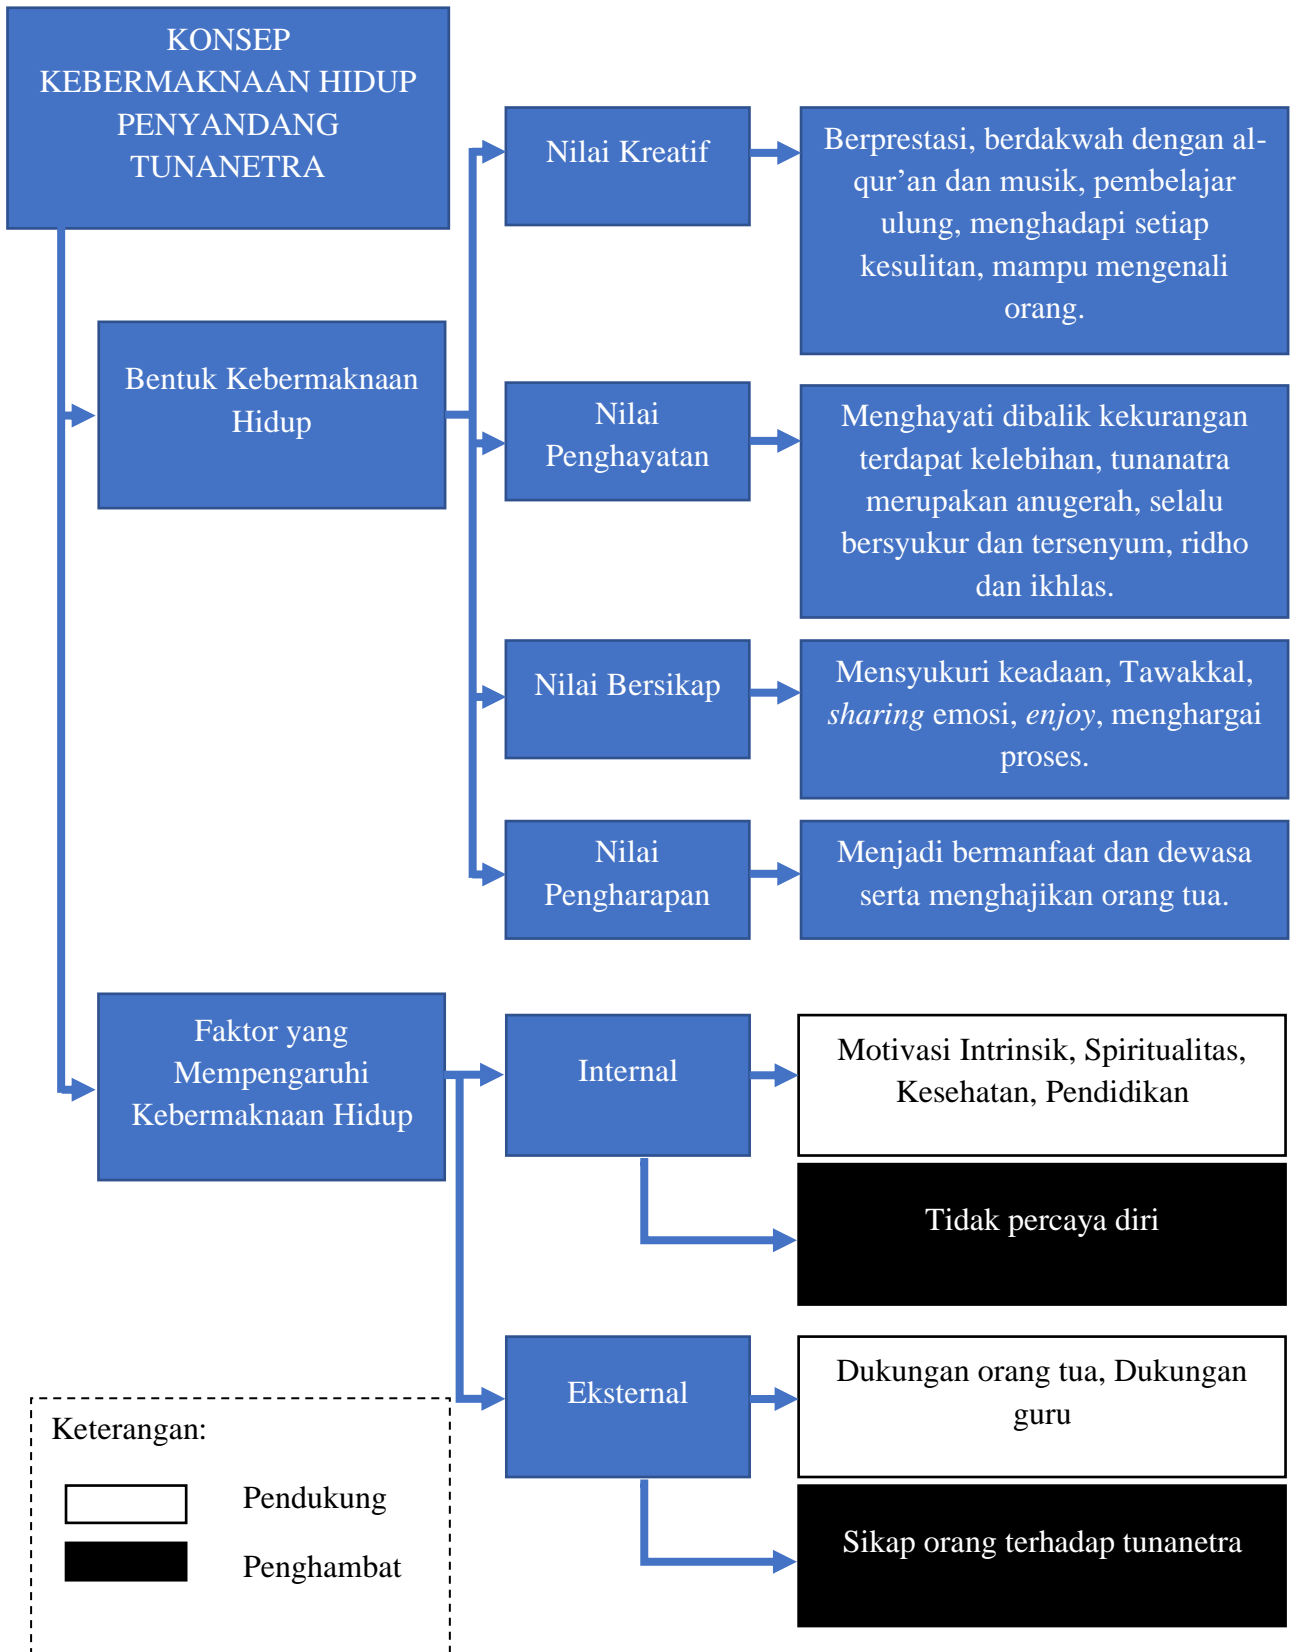 KONSEP
KEBERMAKNAAN HIDUP
PENYANDANG
TUNANETRA
Bentuk Kebermaknaan
Hidup
Nilai Kreatif
Berprestasi, berdakwah dengan al-
qur’an dan musik, pembelajar
ulung, menghadapi setiap
kesulitan, mampu mengenali
orang.
Nilai
Penghayatan
Menghayati dibalik kekurangan
terdapat kelebihan, tunanatra
merupakan anugerah, selalu
bersyukur dan tersenyum, ridho
dan ikhlas.
Nilai Bersikap
Mensyukuri keadaan, Tawakkal,
sharing emosi, enjoy, menghargai
proses.
Nilai
Pengharapan
Menjadi bermanfaat dan dewasa
serta menghajikan orang tua.
Faktor yang
Mempengaruhi
Kebermaknaan Hidup
Internal
Motivasi Intrinsik, Spiritualitas,
Kesehatan, Pendidikan
Tidak percaya diri
Eksternal
Dukungan orang tua, Dukungan
guru
Sikap orang terhadap tunanetra
Keterangan:
Pendukung
Penghambat